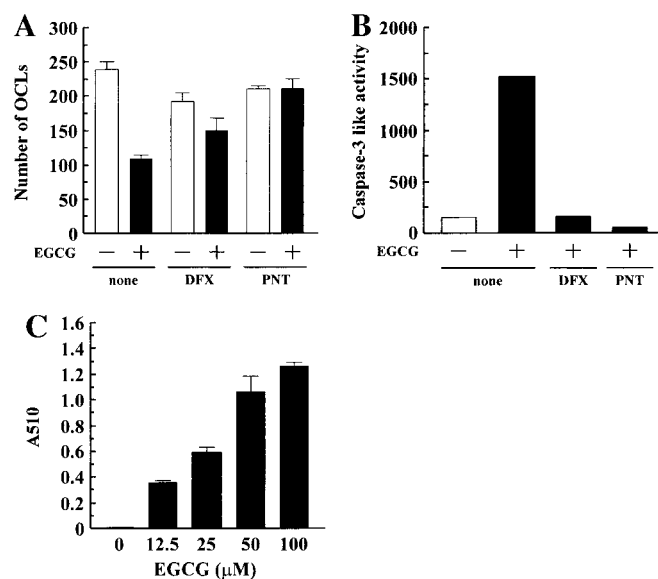 A
Number of OCLs
300
250
200
150
100
50
0
EGCG − + − + − +
none DFX PNT
B
Caspase-3 like activity
2000
1500
1000
500
0
EGCG − + + +
none DFX PNT
C
A510
1.6
1.4
1.2
1.0
0.8
0.6
0.4
0.2
0
0 12.5 25 50 100
EGCG (μM)